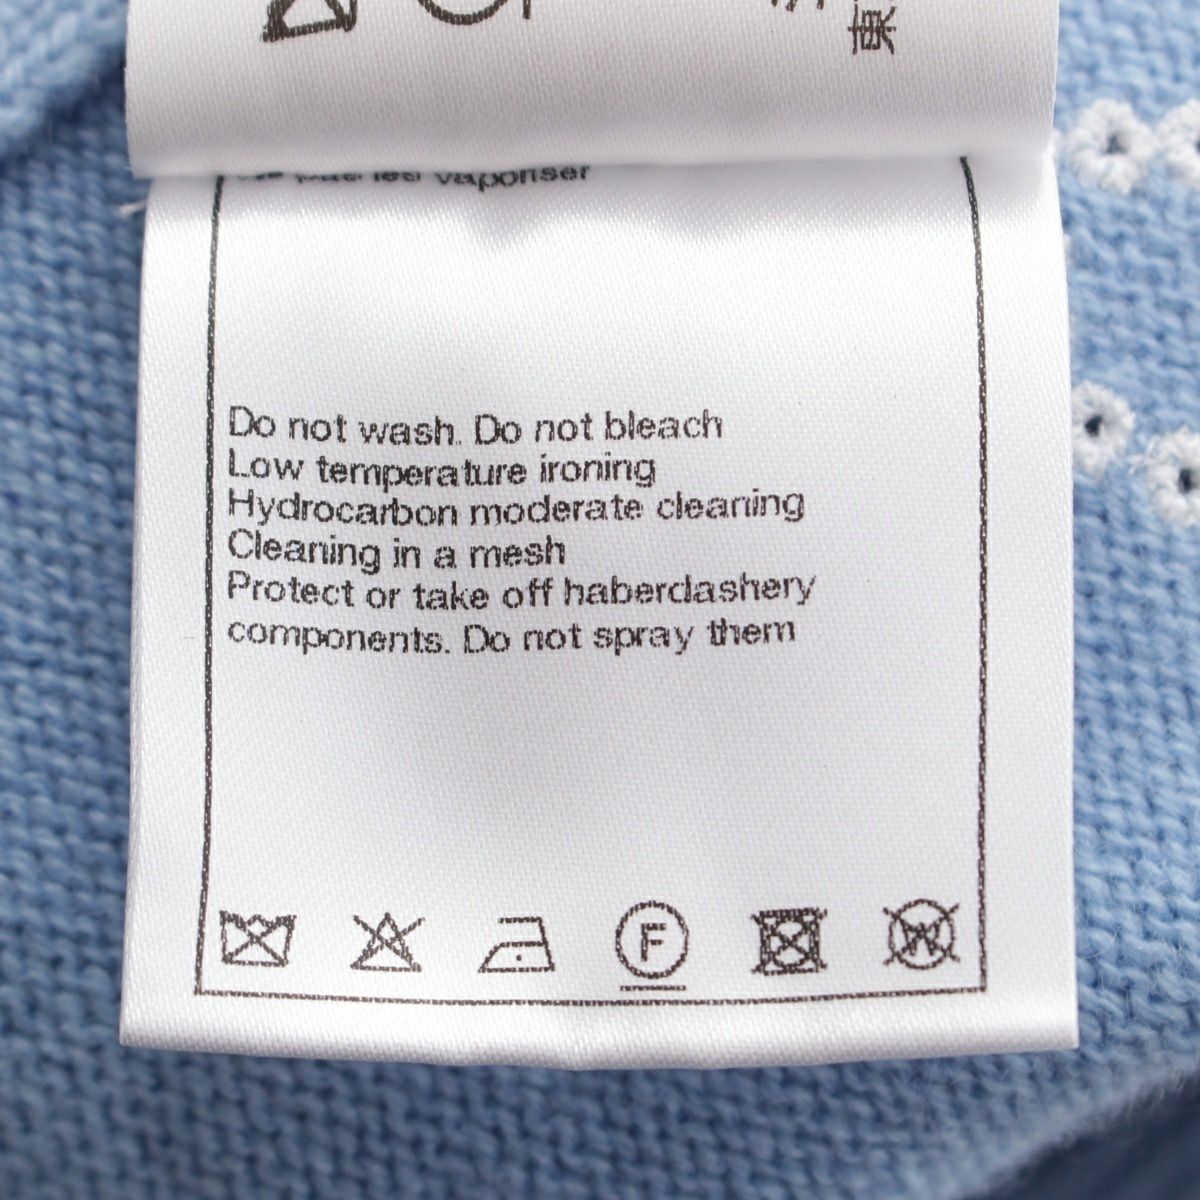 vaporiser
Do not wash. Do not bleach
Low temperature ironing
Hydrocarbon moderate cleaning
Cleaning in a mesh
Protect or take off haberdashery
components. Do not spray them
F
W